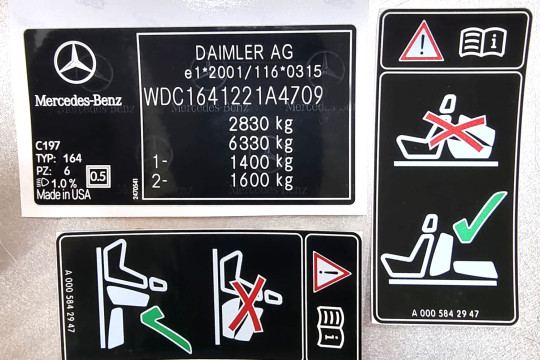 Mercedes-Benz
C197
TYP: 164
PZ: 6
1.0%
0.5
Made in USA
2470541
DAIMLER AG
e1*2001/116*0315
WDC1641221A4709
2830 kg
6330 kg
1- 1400 kg
2- 1600 kg
A 000 584 29 47
A 000 584 2 47